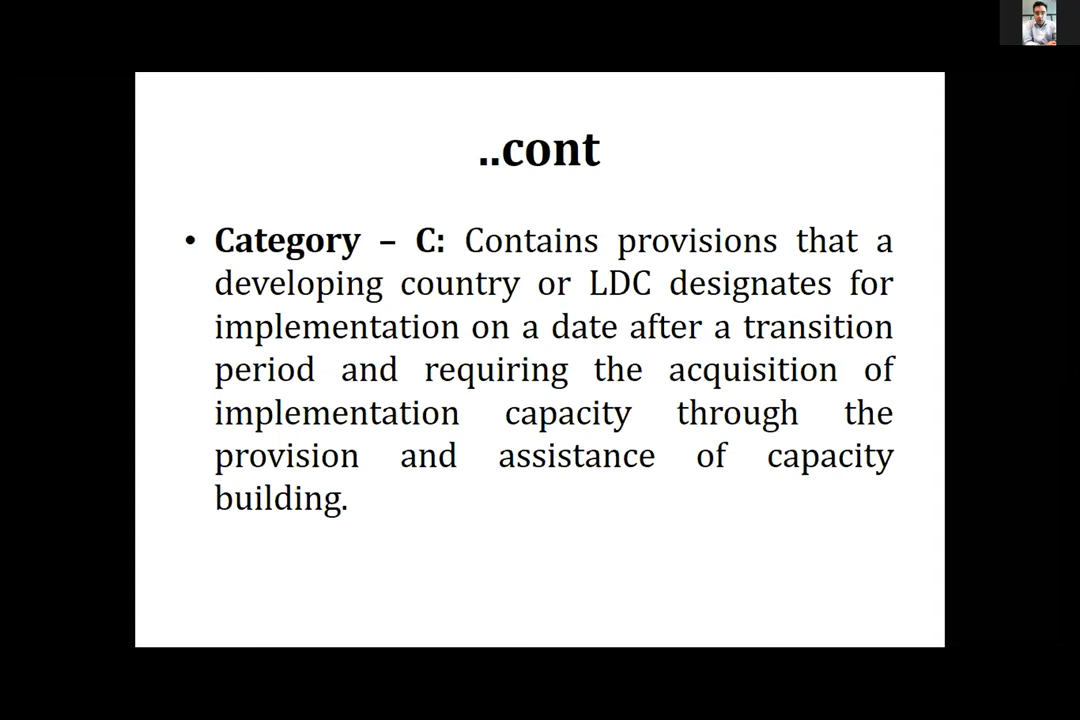 ..cont
• Category – C: Contains provisions that a
developing country or LDC designates for
implementation on a date after a transition
period and requiring the acquisition of
implementation capacity through the
provision and assistance of capacity
building.